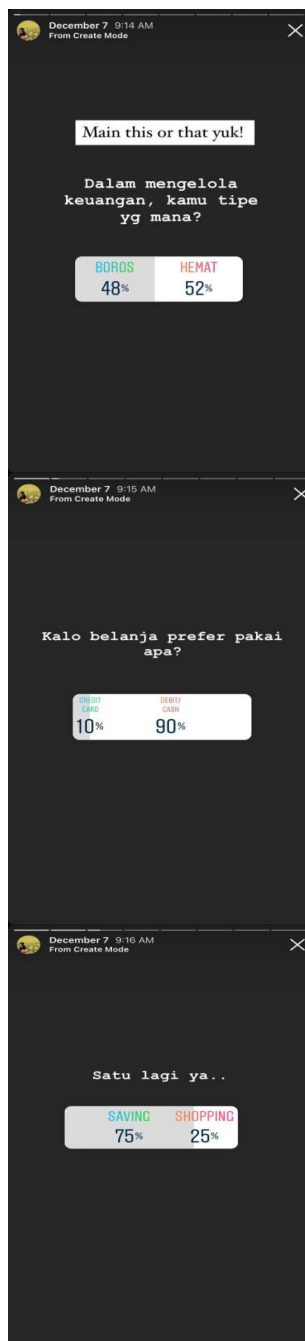 December 7 9:14 AM
From Create Mode
Main this or that yuk!
Dalam mengelola
keuangan, kamu tipe
yg mana?
BOROS HEMAT
48% 52%
December 7 9:15 AM
From Create Mode
Kalo belanja prefer pakai
apa?
CREDIT DEBIT/
CARD CASH
10% 90%
December 7 9:16 AM
From Create Mode
Satu lagi ya..
SAVING SHOPPING
75% 25%